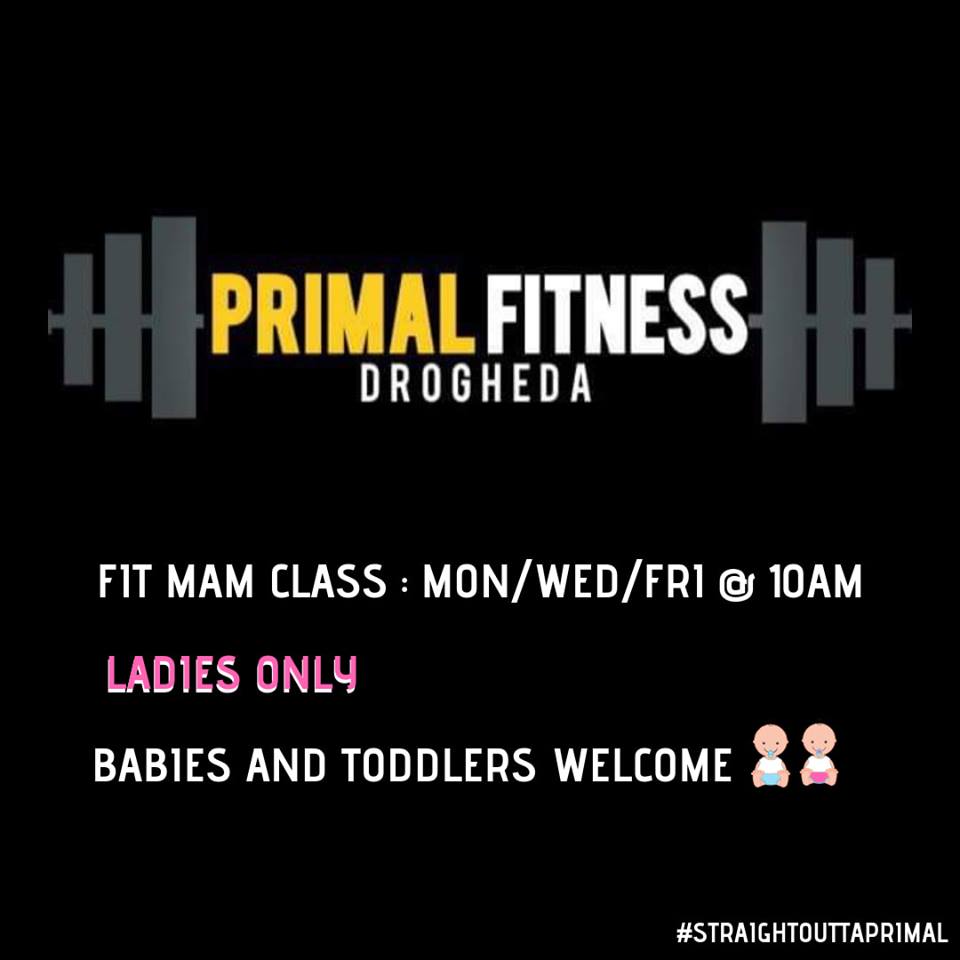 PRIMAL FITNESS
DROGHEDA
FIT MAM CLASS : MON/WED/FRI @ 10AM
LADIES ONLY
BABIES AND TODDLERS WELCOME
#STRAIGHTOUTTAPRIMAL